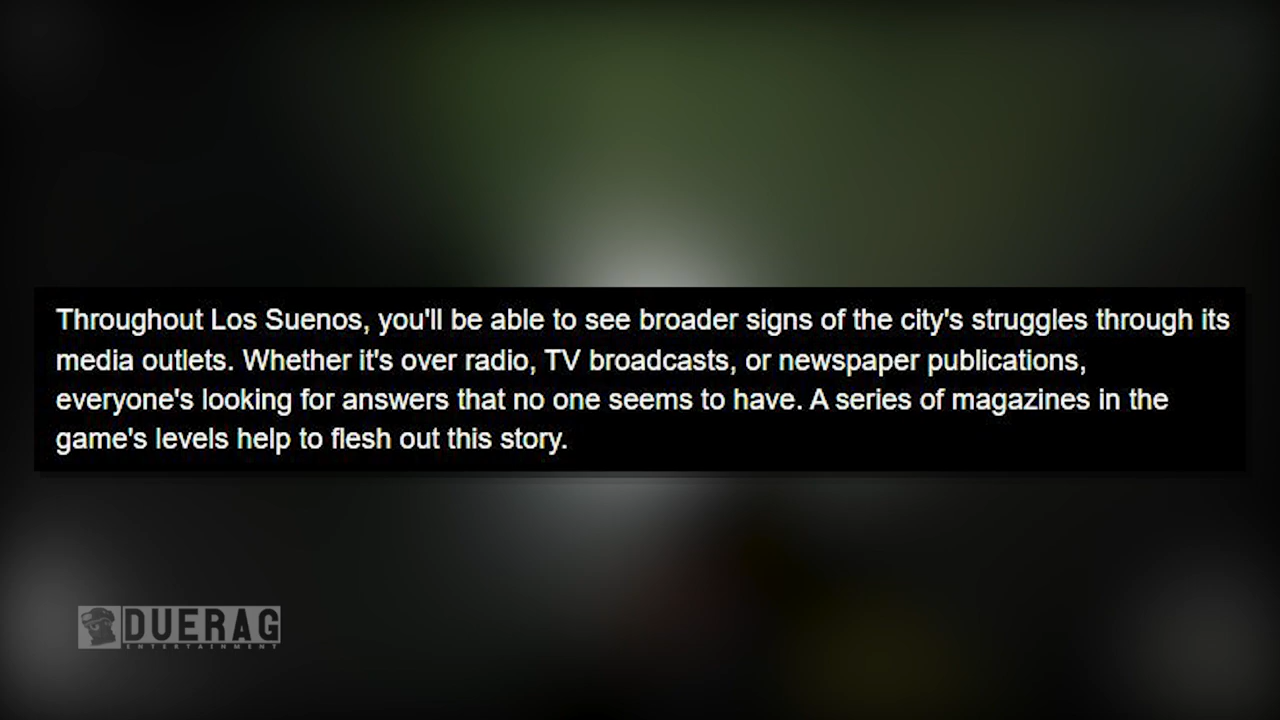 Throughout Los Suenos, you'll be able to see broader signs of the city's struggles through its
media outlets. Whether it's over radio, TV broadcasts, or newspaper publications,
everyone's looking for answers that no one seems to have. A series of magazines in the
game's levels help to flesh out this story.
DUERAG
ENTERTAINMENT